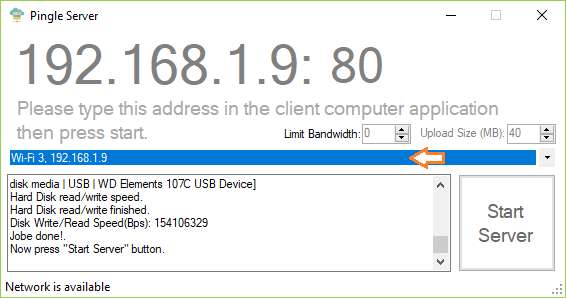 Pingle Server
192.168.1.9: 80
Please type this address in the client computer application
then press start.
Limit Bandwidth: 0 Upload Size (MB): 40
Wi-Fi 3, 192.168.1.9
disk media | USB | WD Elements 107C USB Device]
Hard Disk read/write speed.
Hard Disk read/write finished.
Disk Write/Read Speed(Bps): 154106329
Jobe done!.
Now press "Start Server" button.
Start
Server
Network is available